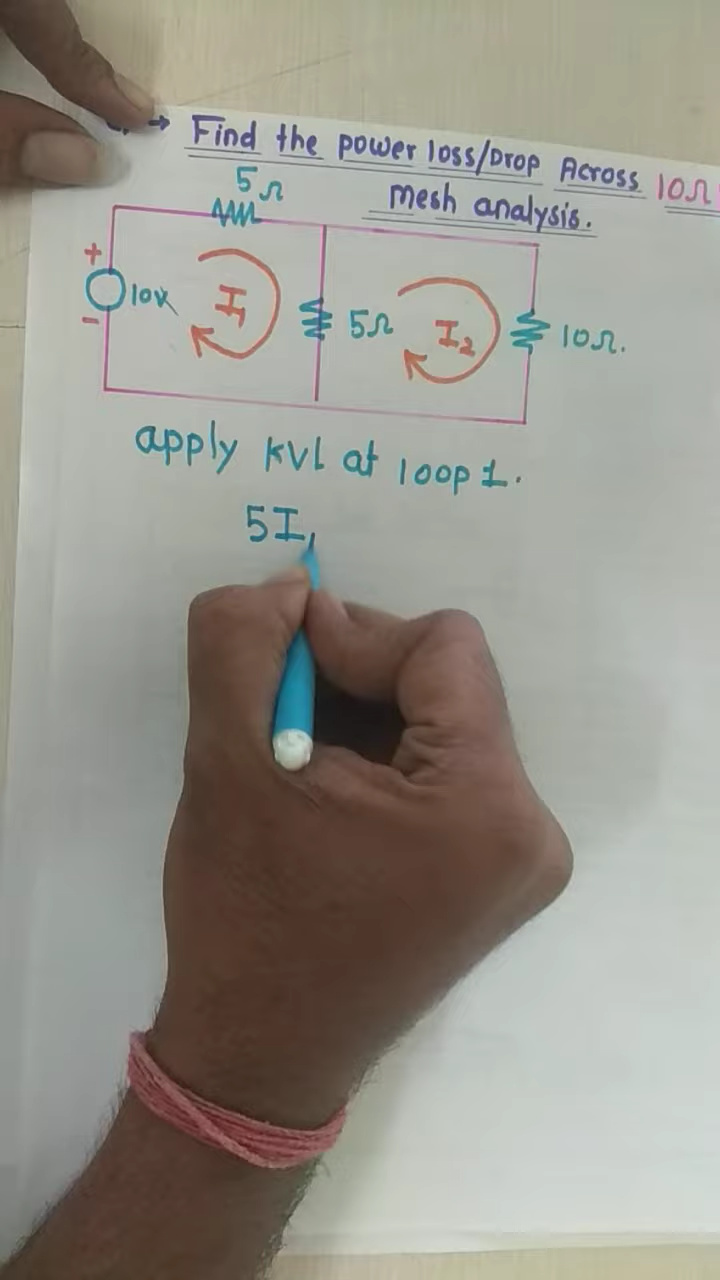 → Find the power loss/Drop Across 10Ω
mesh analysis.
5Ω
+
10V
-
I1
5Ω
I2
10Ω.
apply KVL at loop 1.
5I1